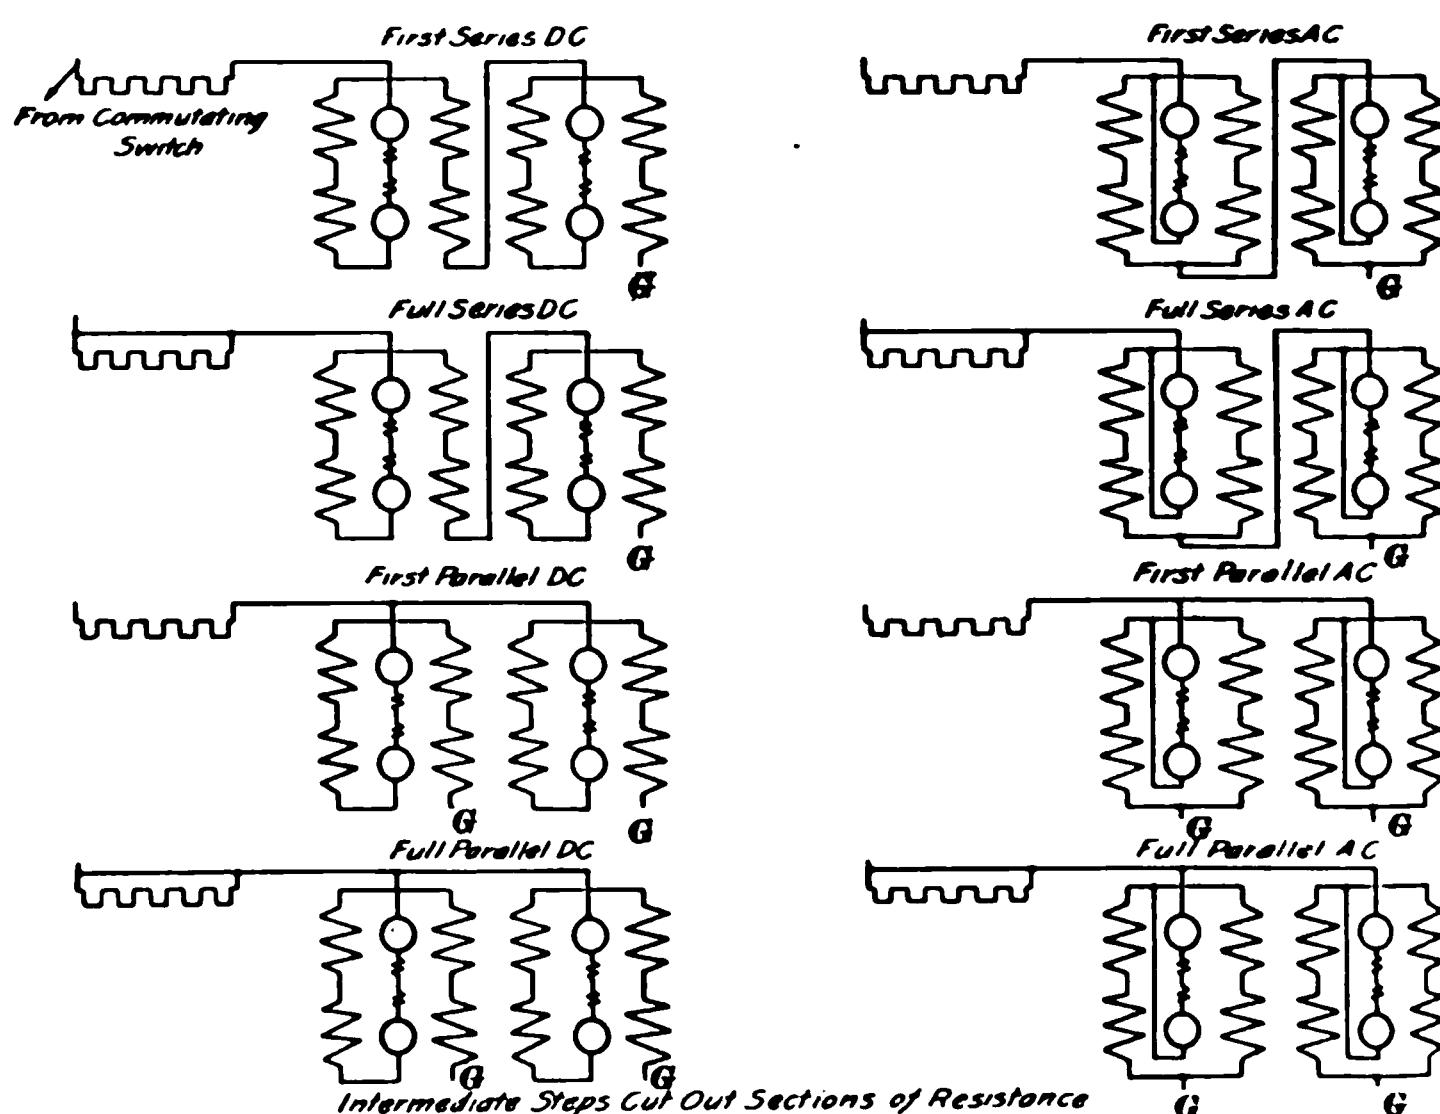 First Series DC
From Commutating
Switch
G
First Series AC
G
Full Series DC
G
Full Series AC
G
First Parallel DC
G
G
First Parallel AC
G
G
Full Parallel DC
G
G
Full Parallel AC
G
G
Intermediate Steps Cut Out Sections of Resistance